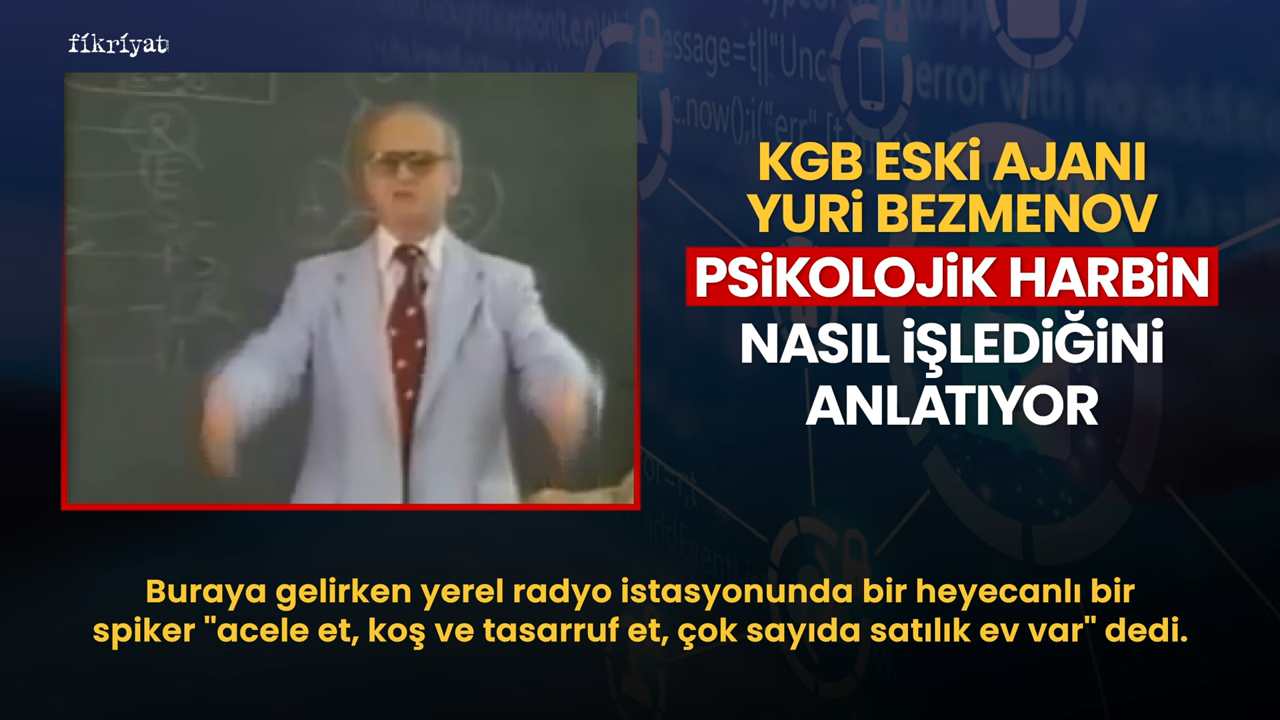 fikriyat
KGB ESKİ AJANI
YURİ BEZMENOV
PSİKOLOJİK HARBİN
NASIL İŞLEDİĞİNİ
ANLATIYOR
Buraya gelirken yerel radyo istasyonunda bir heyecanlı bir
spiker "acele et, koş ve tasarruf et, çok sayıda satılık ev var" dedi.